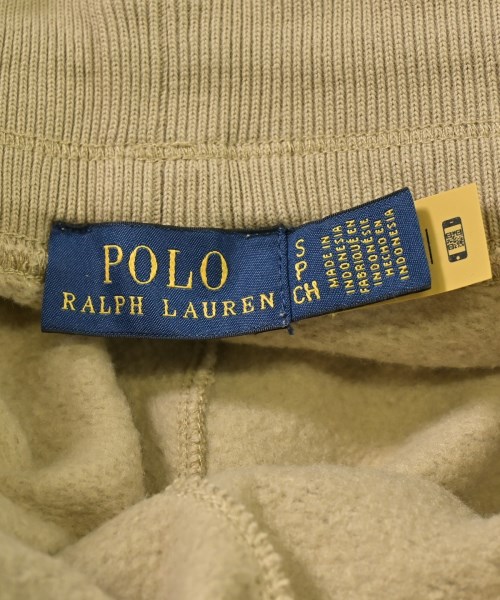 POLO
RALPH LAUREN
S
P
CH
MADE IN
INDONESIA
FABRIQUÉ EN
INDONÉSIE
HECHO EN
INDONESIA